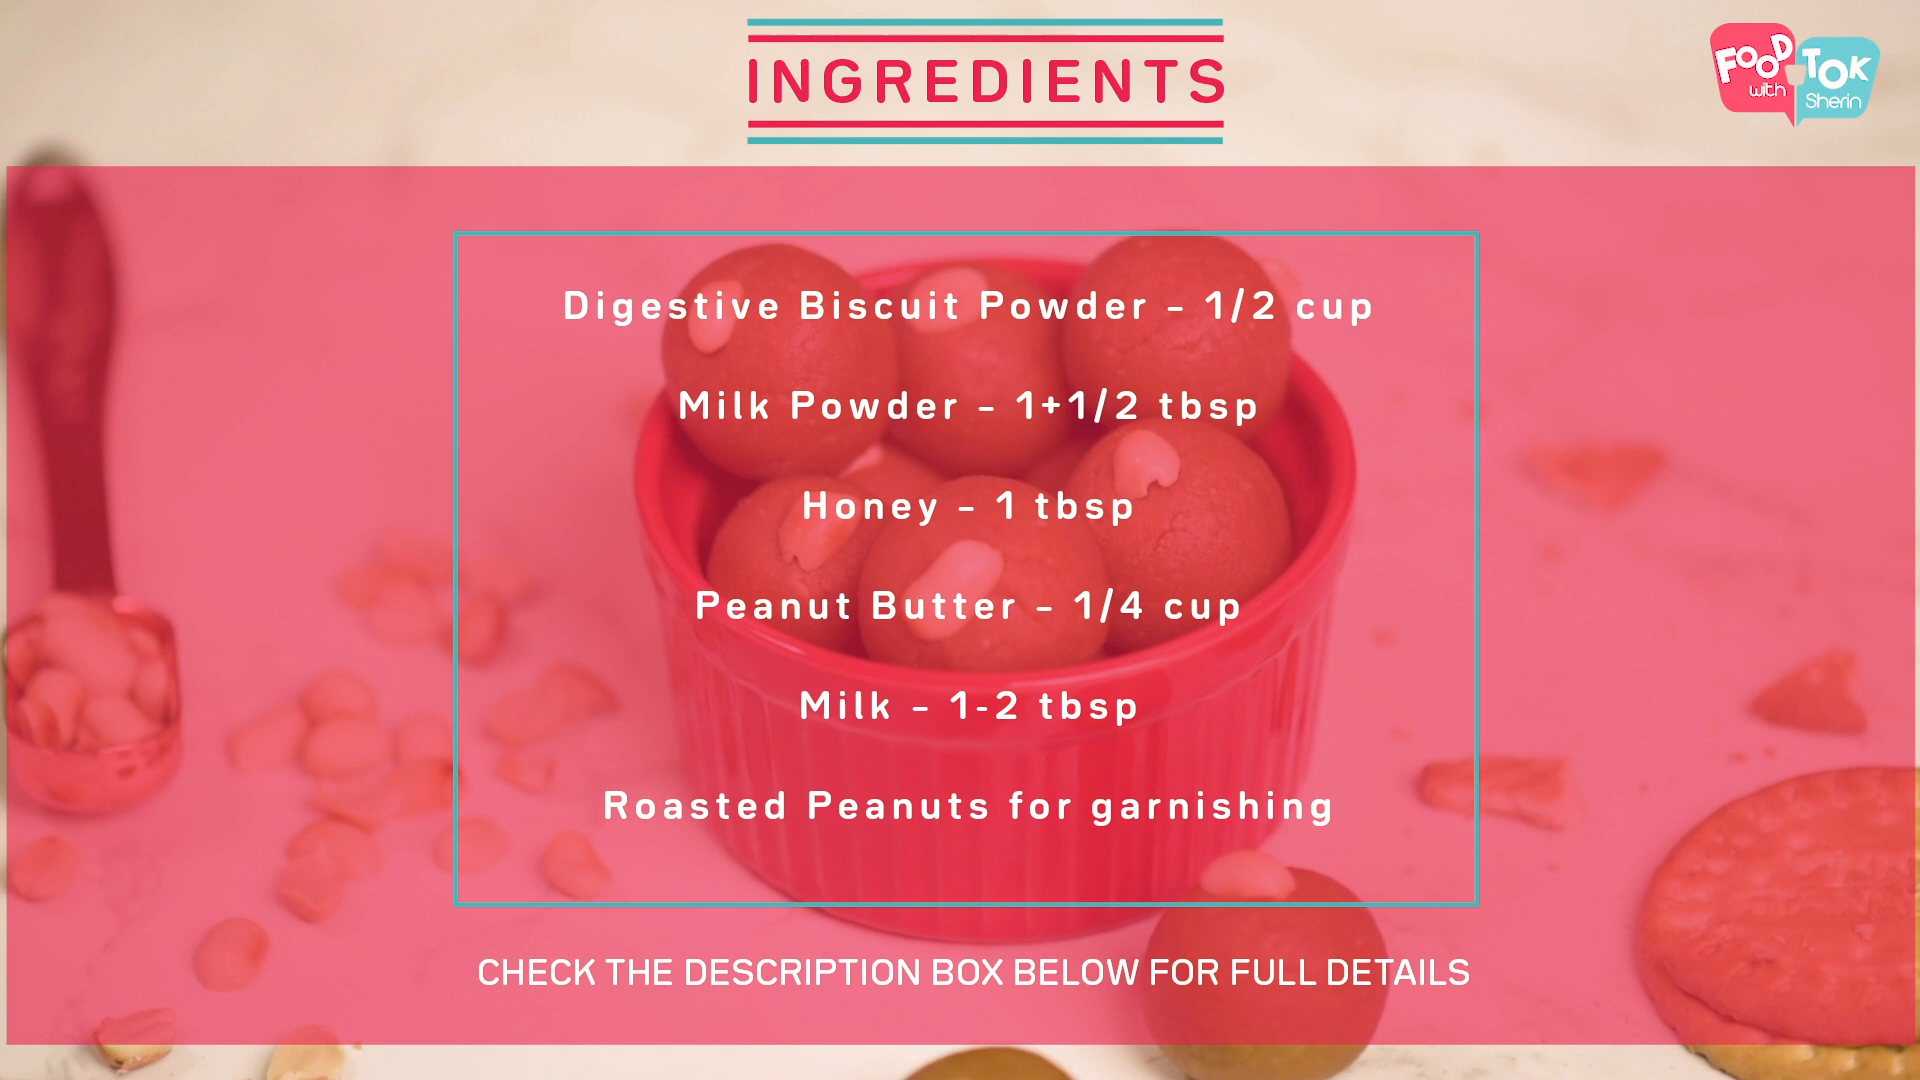 INGREDIENTS
FOOD TOK
with Sherin
Digestive Biscuit Powder - 1/2 cup
Milk Powder - 1+1/2 tbsp
Honey - 1 tbsp
Peanut Butter - 1/4 cup
Milk - 1-2 tbsp
Roasted Peanuts for garnishing
CHECK THE DESCRIPTION BOX BELOW FOR FULL DETAILS